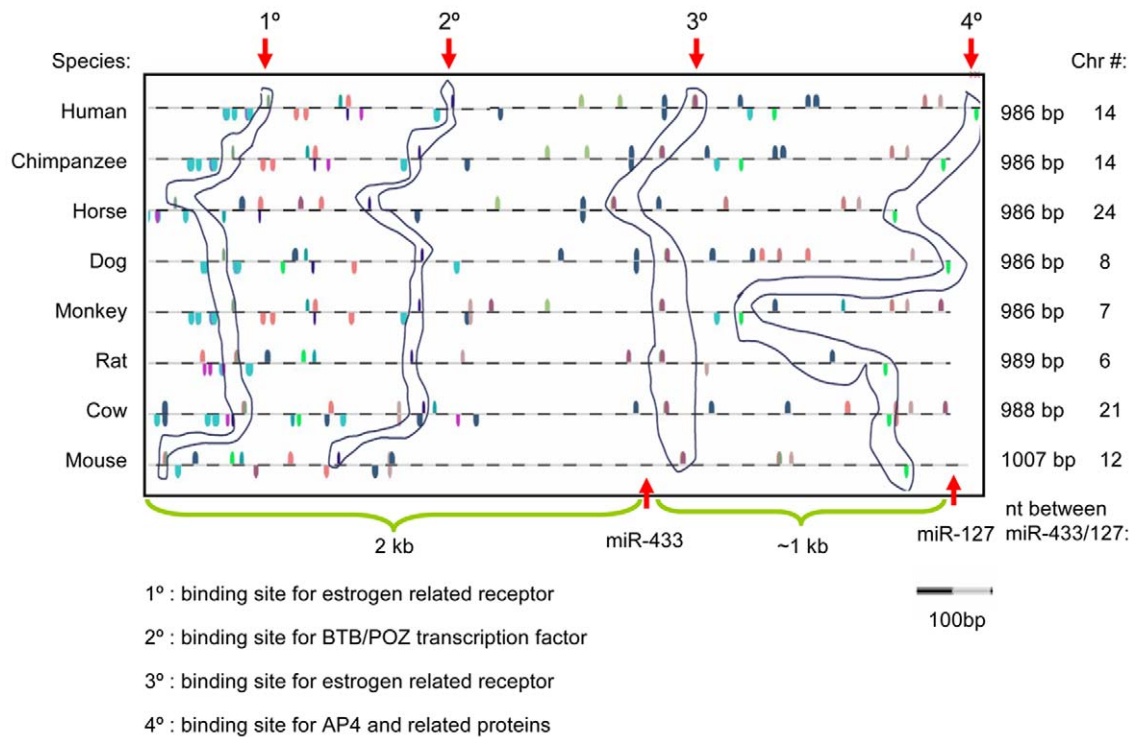 1º 2º 3º 4º
Species: Chr #:
Human 986 bp 14
Chimpanzee 986 bp 14
Horse 986 bp 24
Dog 986 bp 8
Monkey 986 bp 7
Rat 989 bp 6
Cow 988 bp 21
Mouse 1007 bp 12
2 kb miR-433 ~1 kb miR-127 nt between
miR-433/127:
1º : binding site for estrogen related receptor
100bp
2º : binding site for BTB/POZ transcription factor
3º : binding site for estrogen related receptor
4º : binding site for AP4 and related proteins